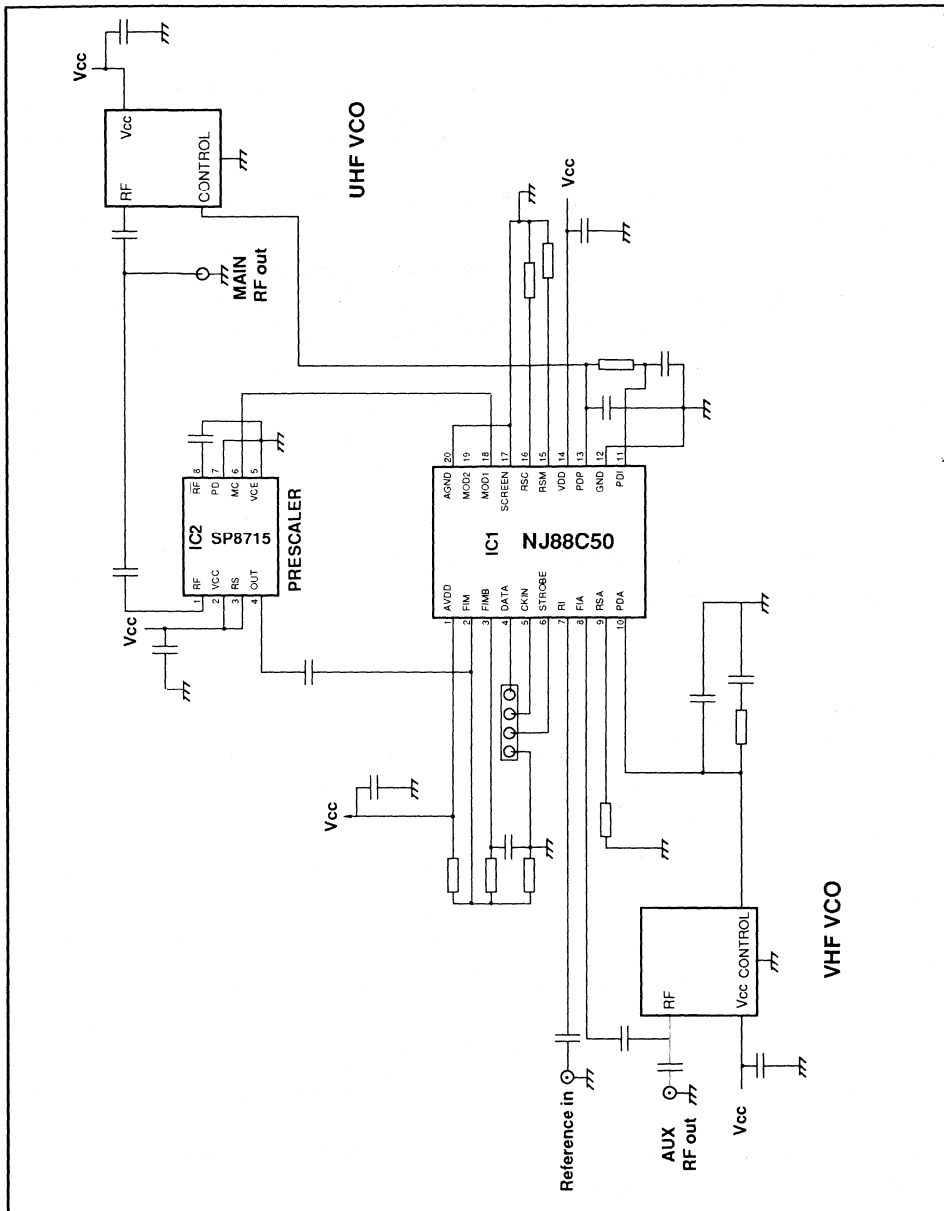 Vcc
Vcc
RF
CONTROL
UHF VCO
MAIN
RF out
IC2 SP8715
PRESCALER
RF 8
PD 7
MC 6
VCE 5
1 RF
2 VCC
3 RS
4 OUT
Vcc
Vcc
IC1 NJ88C50
AGND 20
MOD2 19
MOD1 18
SCREEN 17
RSC 16
RSM 15
VDD 14
PDP 13
GND 12
PDI 11
1 AVDD
2 FIM
3 FIMB
4 DATA
5 CKIN
6 STROBE
7 RI
8 FIA
9 RSA
10 PDA
Vcc
Reference in
AUX
RF out
Vcc
RF
Vcc CONTROL
VHF VCO